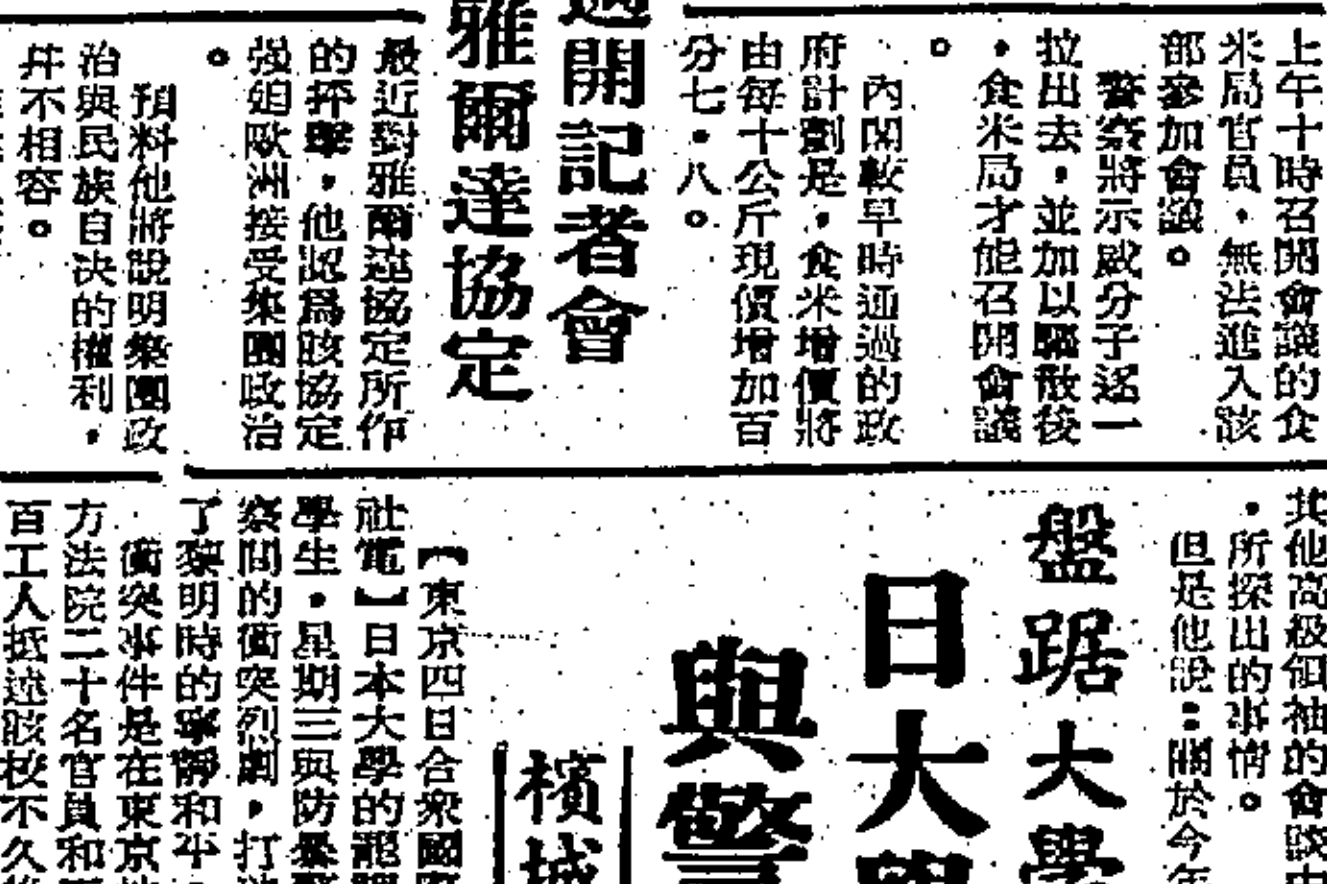 上午十時召開會議的食
米局官員，無法進入該
部參加會議。
警察將示威分子逐一
拉出去，並加以驅散後
，食米局才能召開會議
。
內閣較早時通過的政
府計劃是，食米增價將
由每十公斤現價增加百
分七・八。
開記者會
雅爾達協定
最近對雅爾達協定所作
的抨擊，他認爲該協定
強迫歐洲接受集團政治
。
預料他將說明集團政
治與民族自決的權利，
幷不相容。
其他高級領袖的會談中
，所探出的事情。
但是他說：關於今年
盤踞大學
日大學
與警
檳城
【東京四日合衆國際
社電】日本大學的罷課
學生，星期三與防暴警
察間的衝突烈劇，打
了黎明時的寧靜和平
衝突事件是在東京地
方法院二十名官員和
百工人抵達該校不久後